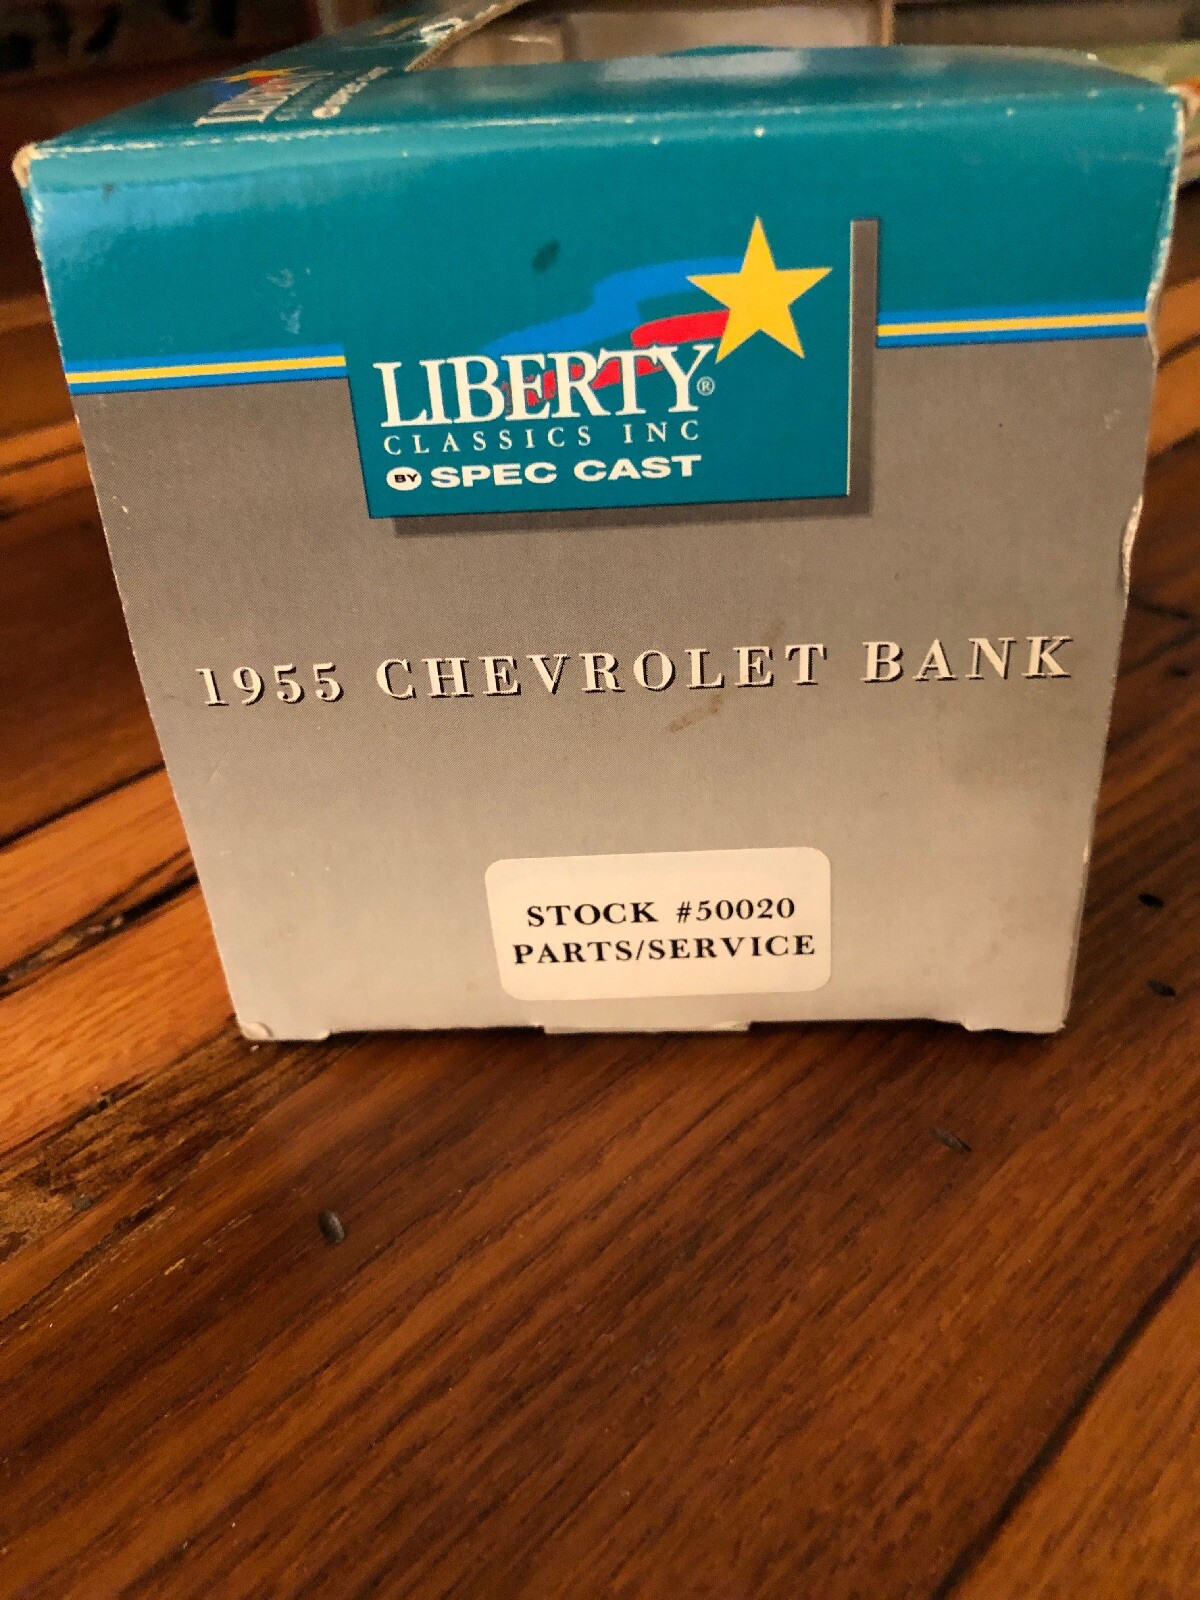 LIBERTY®
CLASSICS INC
BY SPEC CAST
1955 CHEVROLET BANK
STOCK #50020
PARTS/SERVICE